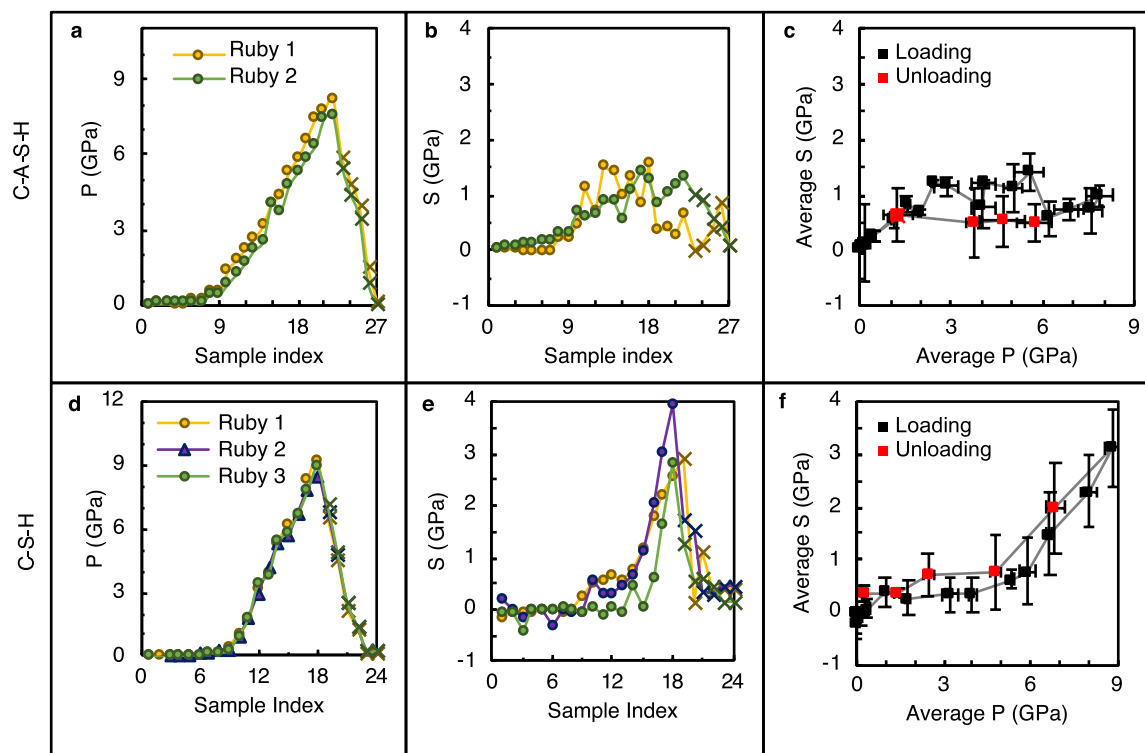 C-A-S-H
a
Ruby 1
Ruby 2
P (GPa)
9
6
3
0
0 9 18 27
Sample index
b
S (GPa)
4
3
2
1
0
-1
0 9 18 27
Sample index
c
Loading
Unloading
Average S (GPa)
4
3
2
1
0
-1
0 3 6 9
Average P (GPa)
C-S-H
d
Ruby 1
Ruby 2
Ruby 3
P (GPa)
12
9
6
3
0
0 6 12 18 24
Sample Index
e
S (GPa)
4
3
2
1
0
-1
0 6 12 18 24
Sample Index
f
Loading
Unloading
Average S (GPa)
4
3
2
1
0
-1
0 3 6 9
Average P (GPa)